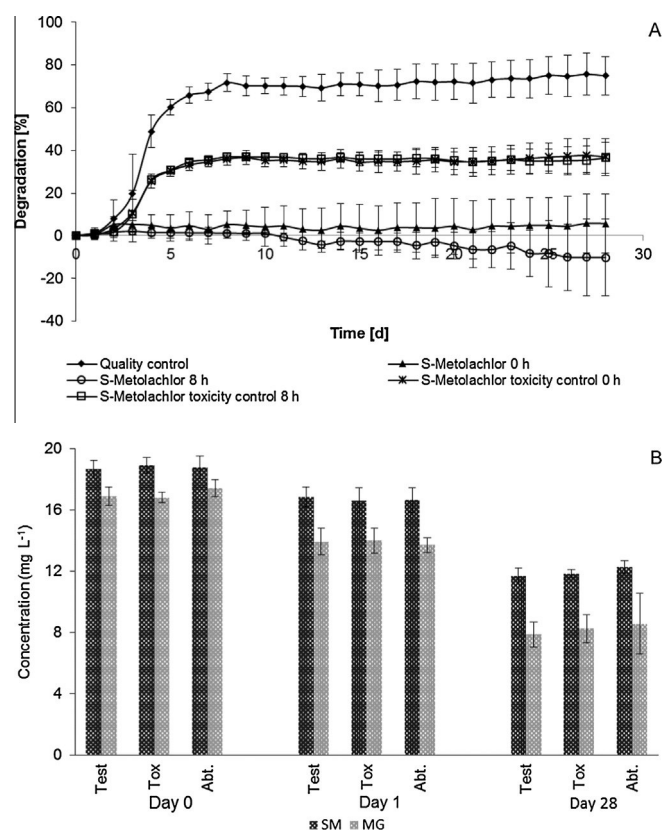 A
100
80
60
40
20
0
-20
-40
Degradation [%]
0 5 10 15 20 25 30
Time [d]
Quality control
S-Metolachlor 0 h
S-Metolachlor 8 h
S-Metolachlor toxicity control 0 h
S-Metolachlor toxicity control 8 h
B
20
16
12
8
4
0
Concentration (mg L-1)
Test Tox Abt. Test Tox Abt. Test Tox Abt.
Day 0 Day 1 Day 28
SM MG